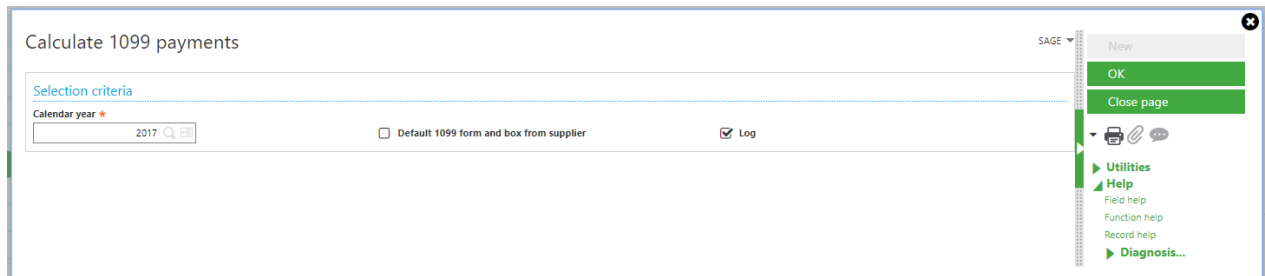 Calculate 1099 payments
SAGE
Selection criteria
Calendar year *
2017
Default 1099 form and box from supplier
Log
New
OK
Close page
Utilities
Help
Field help
Function help
Record help
Diagnosis...